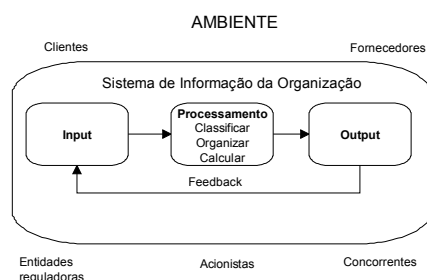 AMBIENTE
Clientes
Fornecedores
Sistema de Informação da Organização
Input
Processamento
Classificar
Organizar
Calcular
Output
Feedback
Entidades
reguladoras
Acionistas
Concorrentes